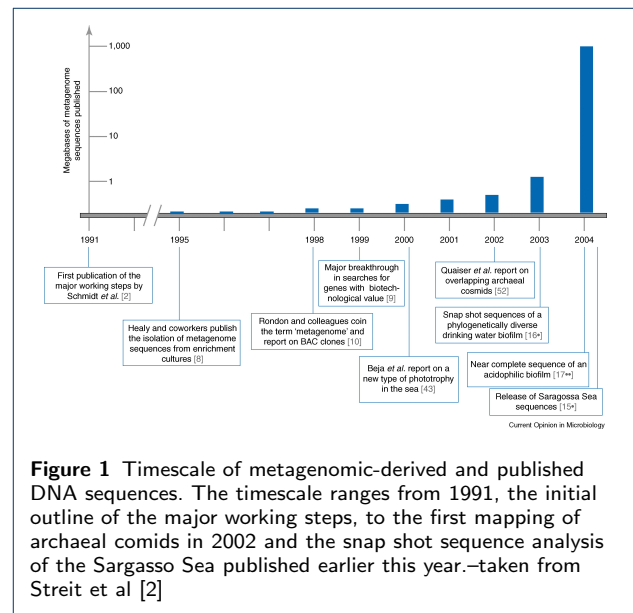 Megabases of metagenome
sequences published
1,000
100
10
1
1991
1995
1998
1999
2000
2001
2002
2003
2004
First publication of the
major working steps by
Schmidt et al. [2]
Healy and coworkers publish
the isolation of metagenome
sequences from enrichment
cultures [8]
Rondon and colleagues coin
the term 'metagenome' and
report on BAC clones [10]
Major breakthrough
in searches for
genes with biotech-
nological value [9]
Beja et al. report on a
new type of phototrophy
in the sea [43]
Quaiser et al. report on
overlapping archaeal
cosmids [52]
Snap shot sequences of a
phylogenetically diverse
drinking water biofilm [16•]
Near complete sequence of an
acidophilic biofilm [17••]
Release of Saragossa Sea
sequences [15•]
Current Opinion in Microbiology
Figure 1 Timescale of metagenomic-derived and published
DNA sequences. The timescale ranges from 1991, the initial
outline of the major working steps, to the first mapping of
archaeal comids in 2002 and the snap shot sequence analysis
of the Sargasso Sea published earlier this year.–taken from
Streit et al [2]